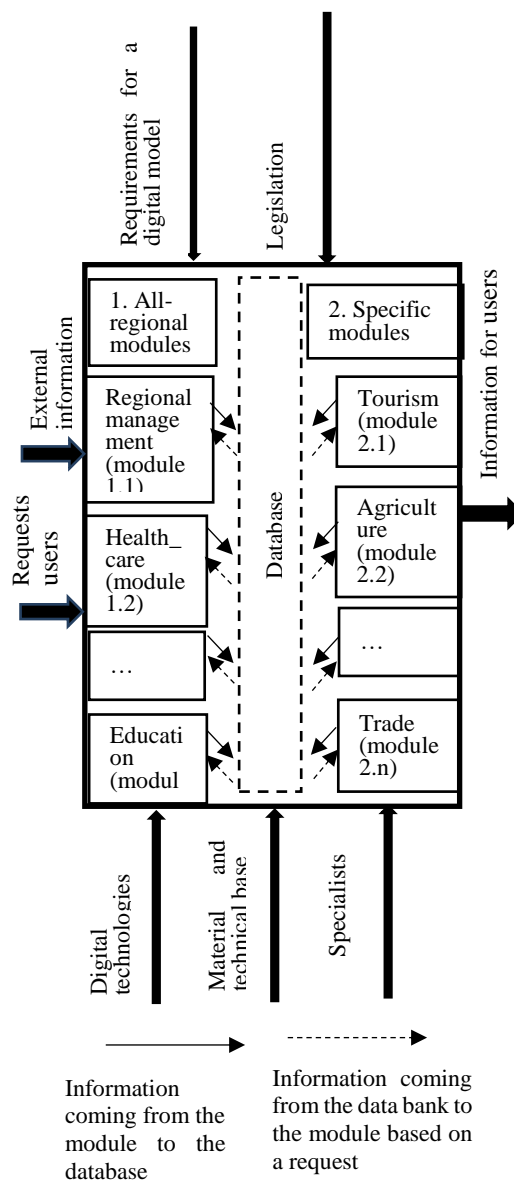 Requirements for a
digital model
Legislation
External
information
Requests
users
1. All-
regional
modules
Regional
manage
ment
(module
1.1)
Health_
care
(module
1.2)
…
Educati
on
(modul
Database
2. Specific
modules
Tourism
(module
2.1)
Agricult
ure
(module
2.2)
…
Trade
(module
2.n)
Information for users
Digital
technologies
Material and
technical base
Specialists
Information
coming from the
module to the
database
Information coming
from the data bank to
the module based on
a request